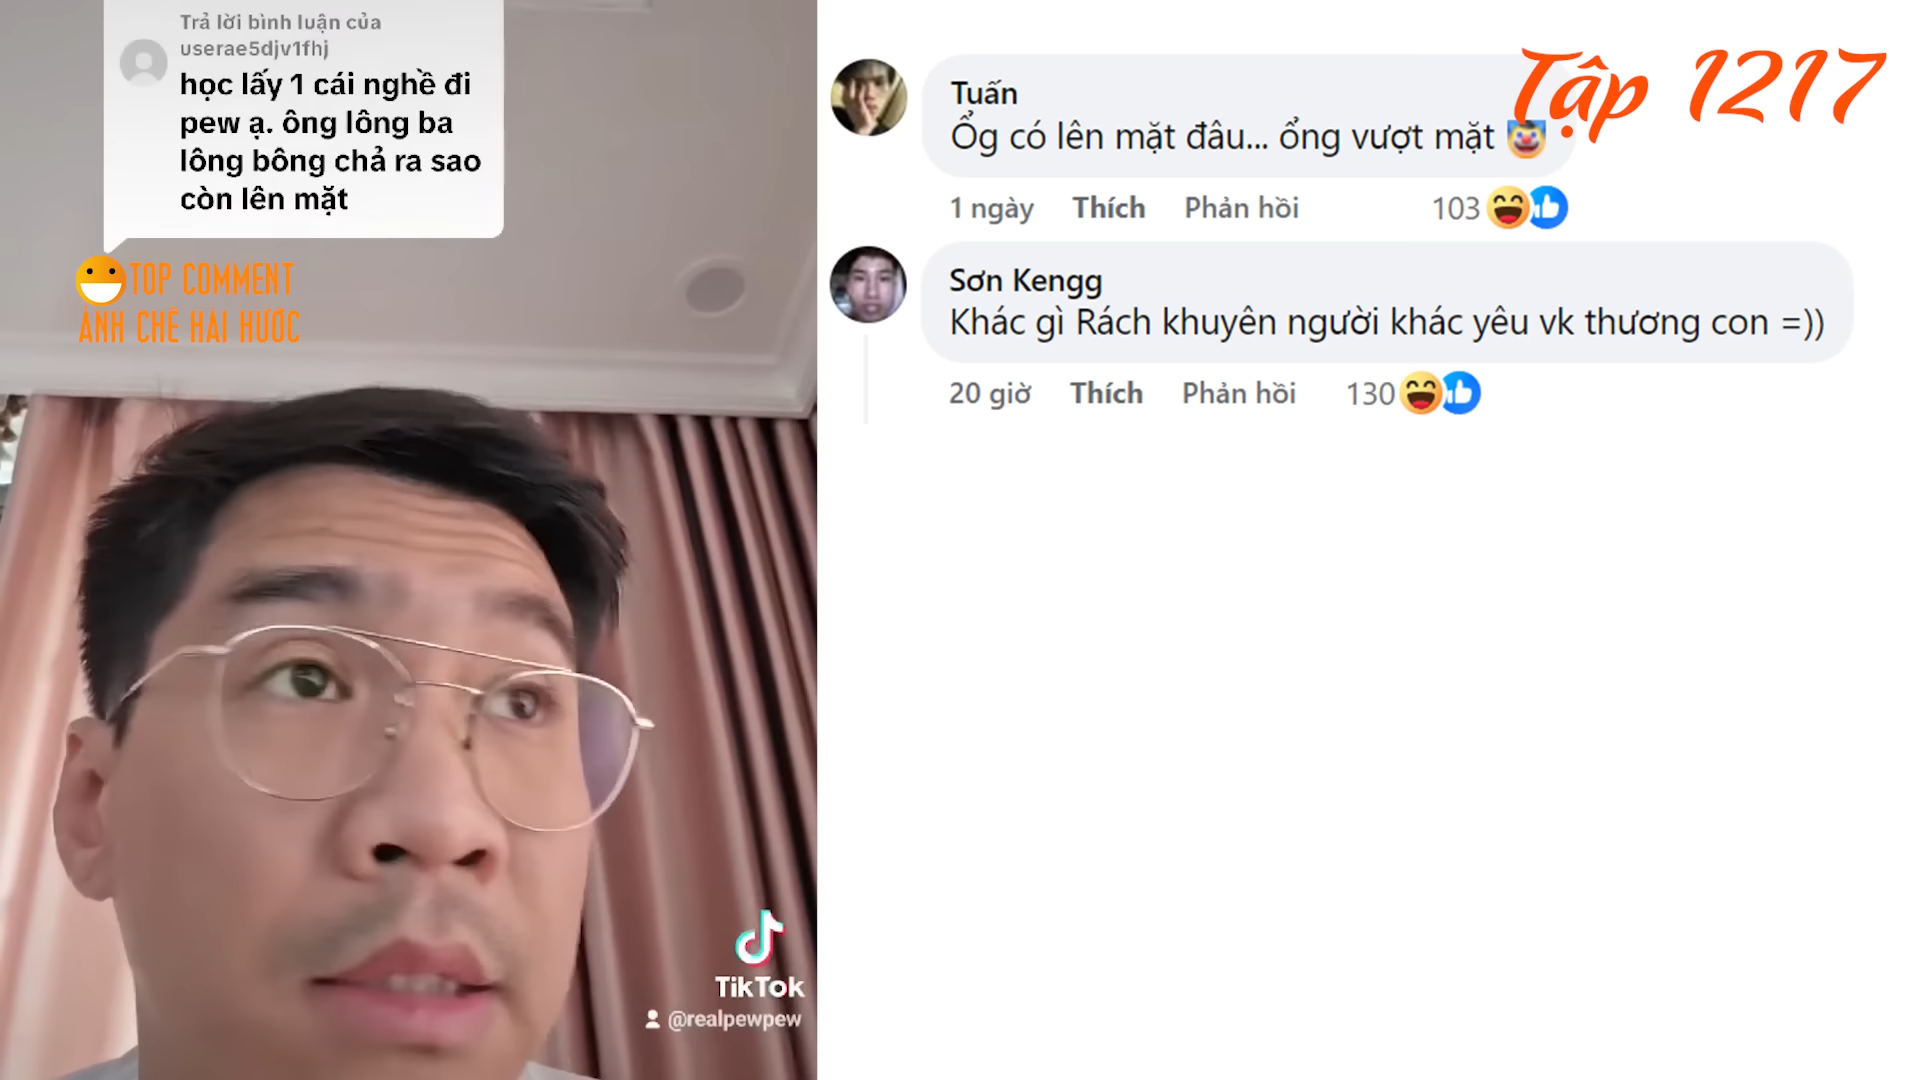 Trả lời bình luận của
userae5djv1fhj
học lấy 1 cái nghề đi
pew ạ. ông lông ba
lông bông chả ra sao
còn lên mặt
TOP COMMENT
ẢNH CHẾ HÀI HƯỚC
TikTok
@realpewpew
Tập 1217
Tuấn
Ổg có lên mặt đâu... ổng vượt mặt 🤡
1 ngày Thích Phản hồi 103
Sơn Kengg
Khác gì Rách khuyên người khác yêu vk thương con =))
20 giờ Thích Phản hồi 130